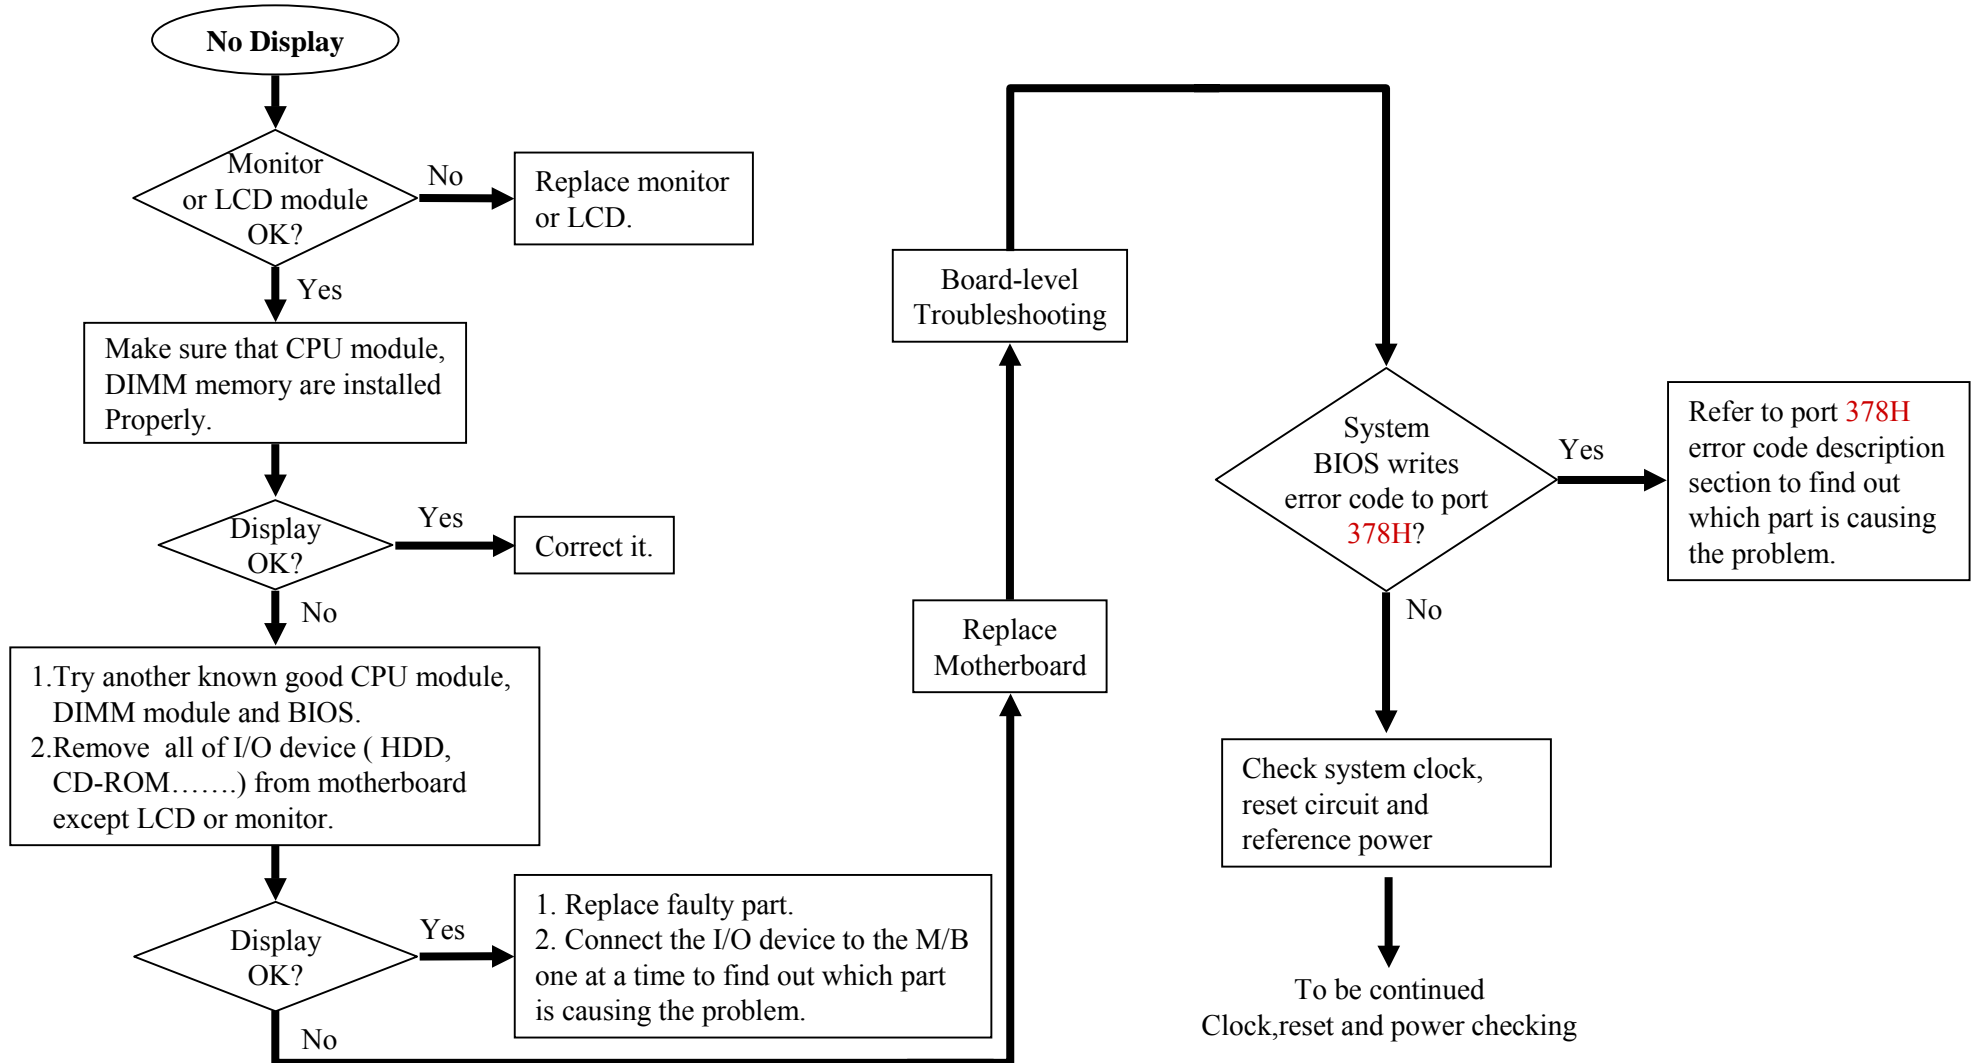 No Display
Monitor
or LCD module
OK?
No
Replace monitor
or LCD.
Yes
Make sure that CPU module,
DIMM memory are installed
Properly.
Display
OK?
Yes
Correct it.
No
1.Try another known good CPU module,
DIMM module and BIOS.
2.Remove  all of I/O device ( HDD,
CD-ROM…….) from motherboard
except LCD or monitor.
Display
OK?
Yes
1. Replace faulty part.
2. Connect the I/O device to the M/B
one at a time to find out which part
is causing the problem.
No
Replace
Motherboard
Board-level
Troubleshooting
System
BIOS writes
error code to port
378H?
Yes
Refer to port 378H
error code description
section to find out
which part is causing
the problem.
No
Check system clock,
reset circuit and
reference power
To be continued
Clock,reset and power checking